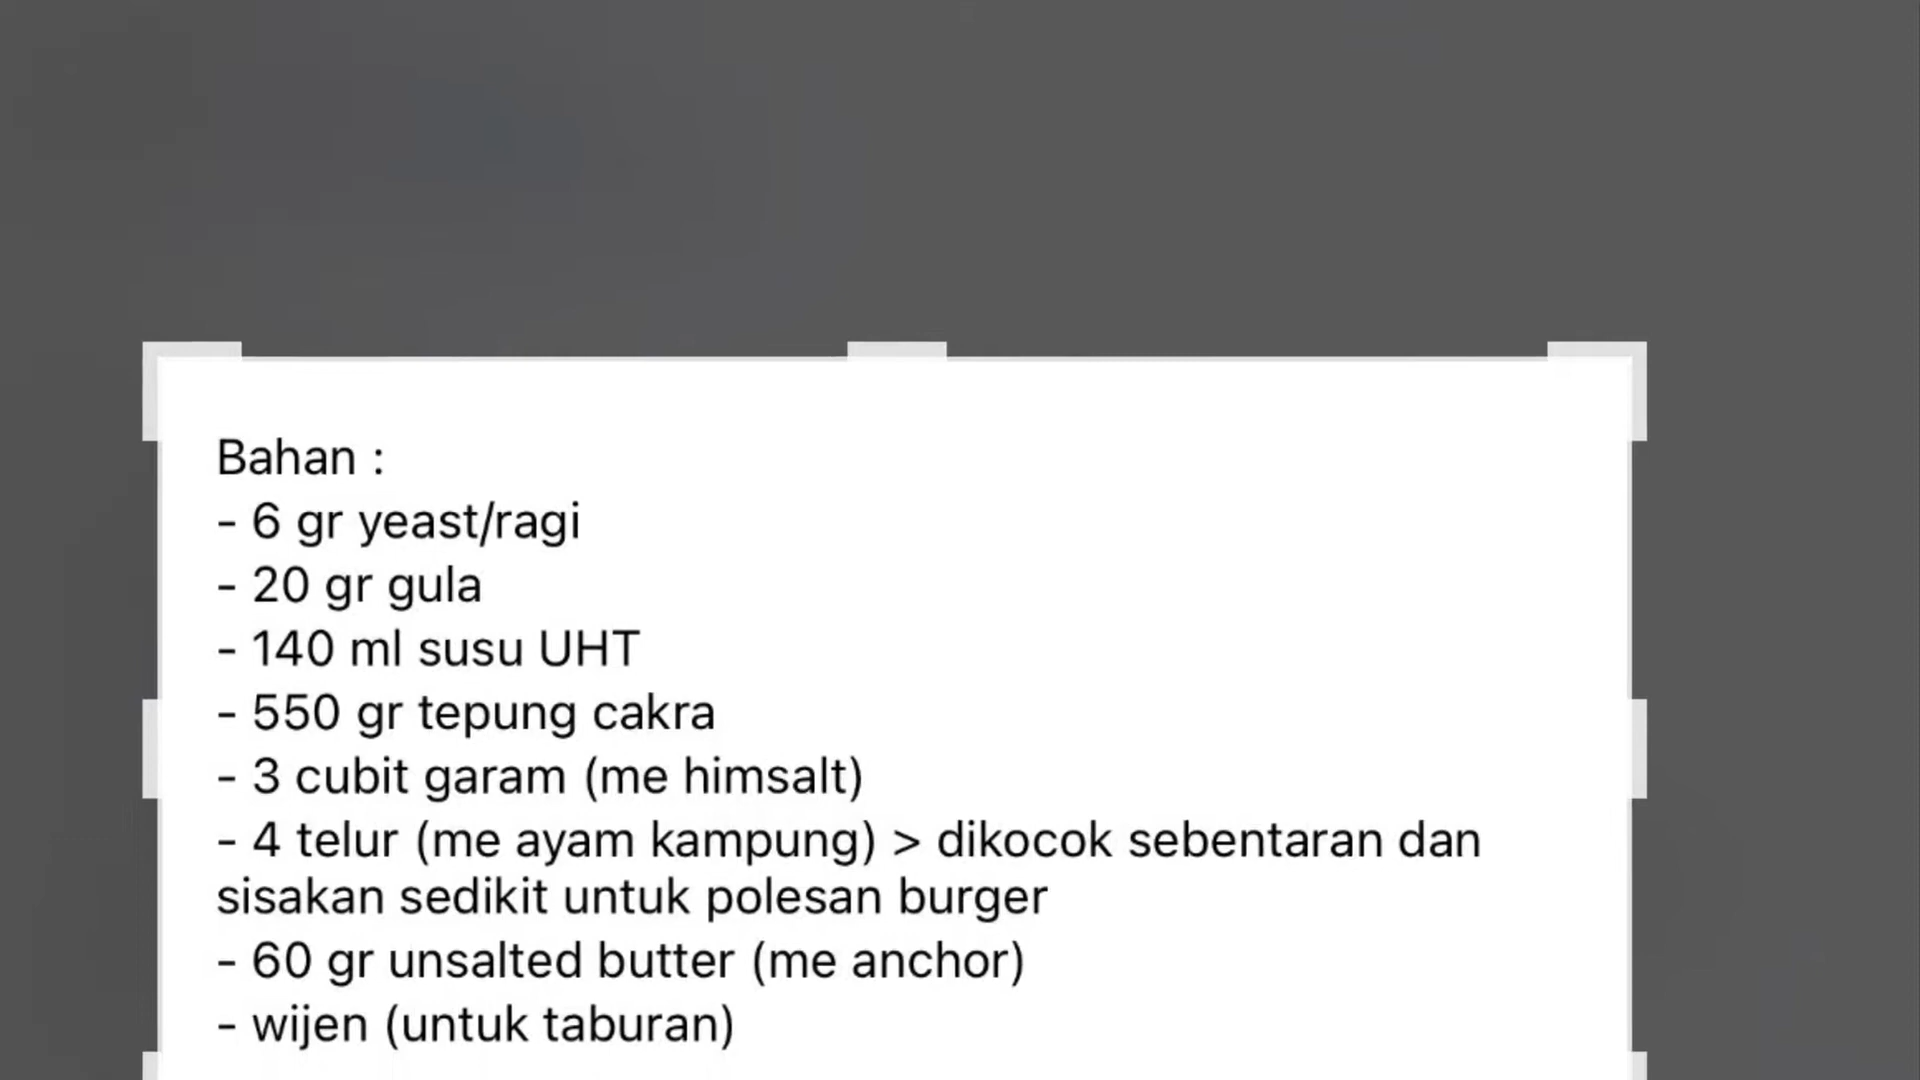 Bahan :
- 6 gr yeast/ragi
- 20 gr gula
- 140 ml susu UHT
- 550 gr tepung cakra
- 3 cubit garam (me himsalt)
- 4 telur (me ayam kampung) > dikocok sebentaran dan
sisakan sedikit untuk polesan burger
- 60 gr unsalted butter (me anchor)
- wijen (untuk taburan)